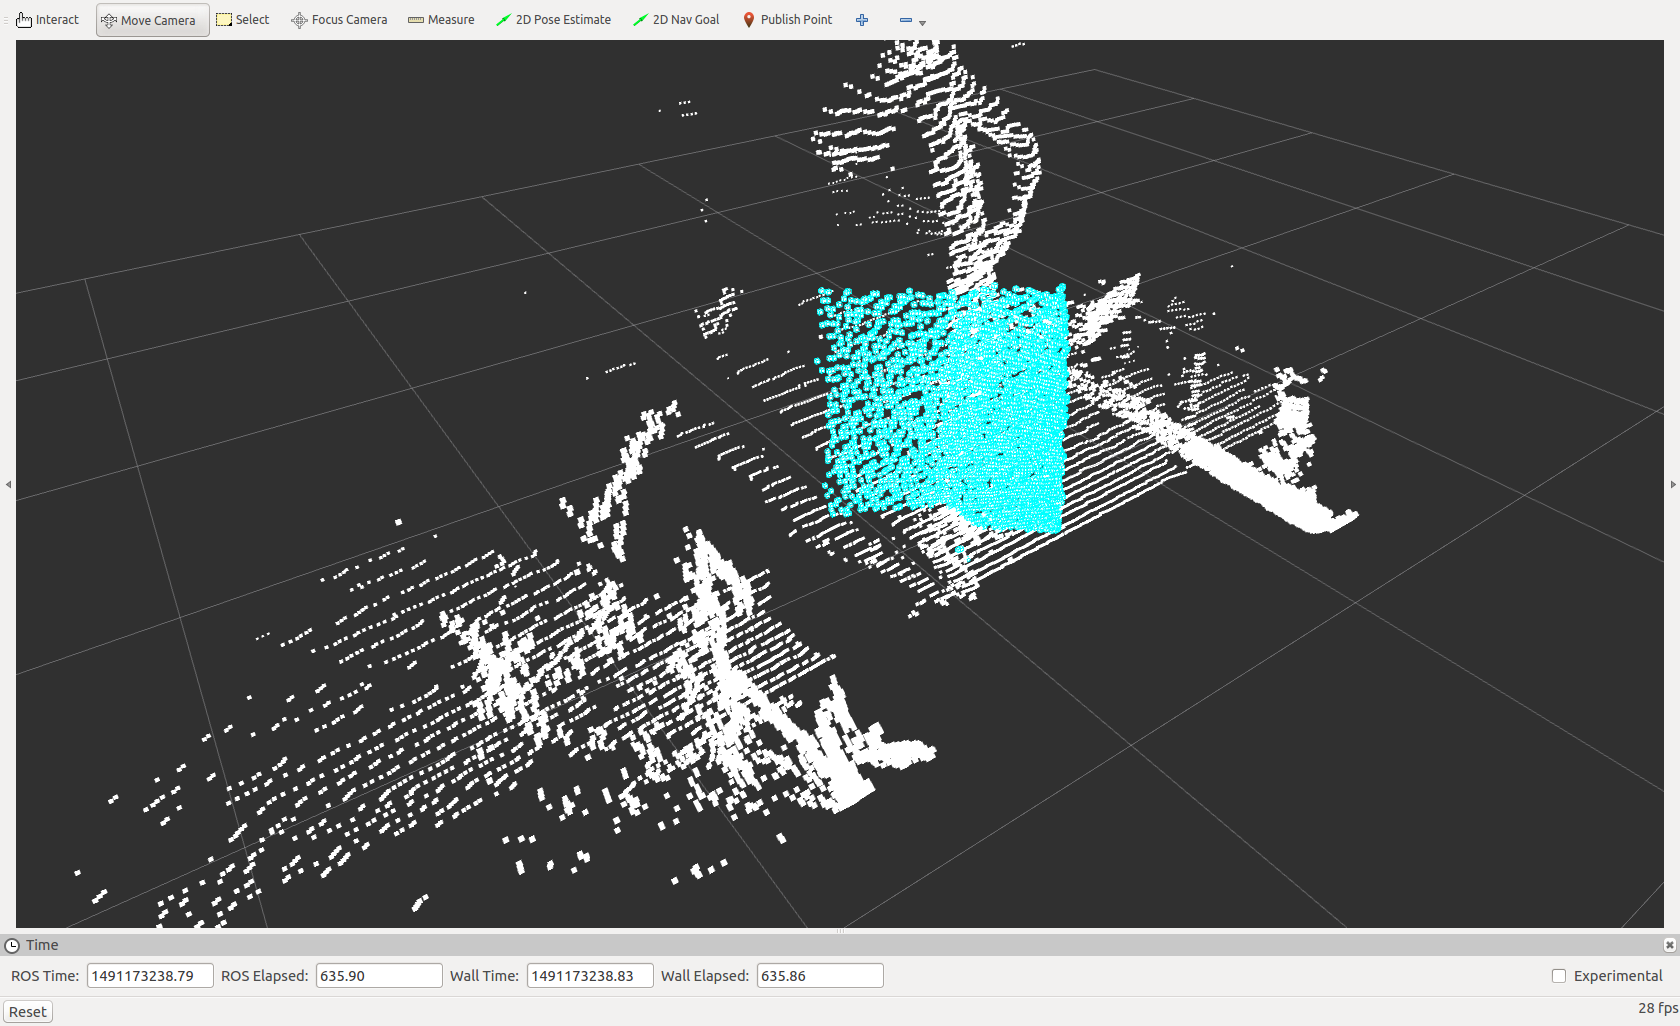 Interact Move Camera Select Focus Camera Measure 2D Pose Estimate 2D Nav Goal Publish Point
Time
ROS Time: 1491173238.79 ROS Elapsed: 635.90 Wall Time: 1491173238.83 Wall Elapsed: 635.86 Experimental
Reset 28 fps